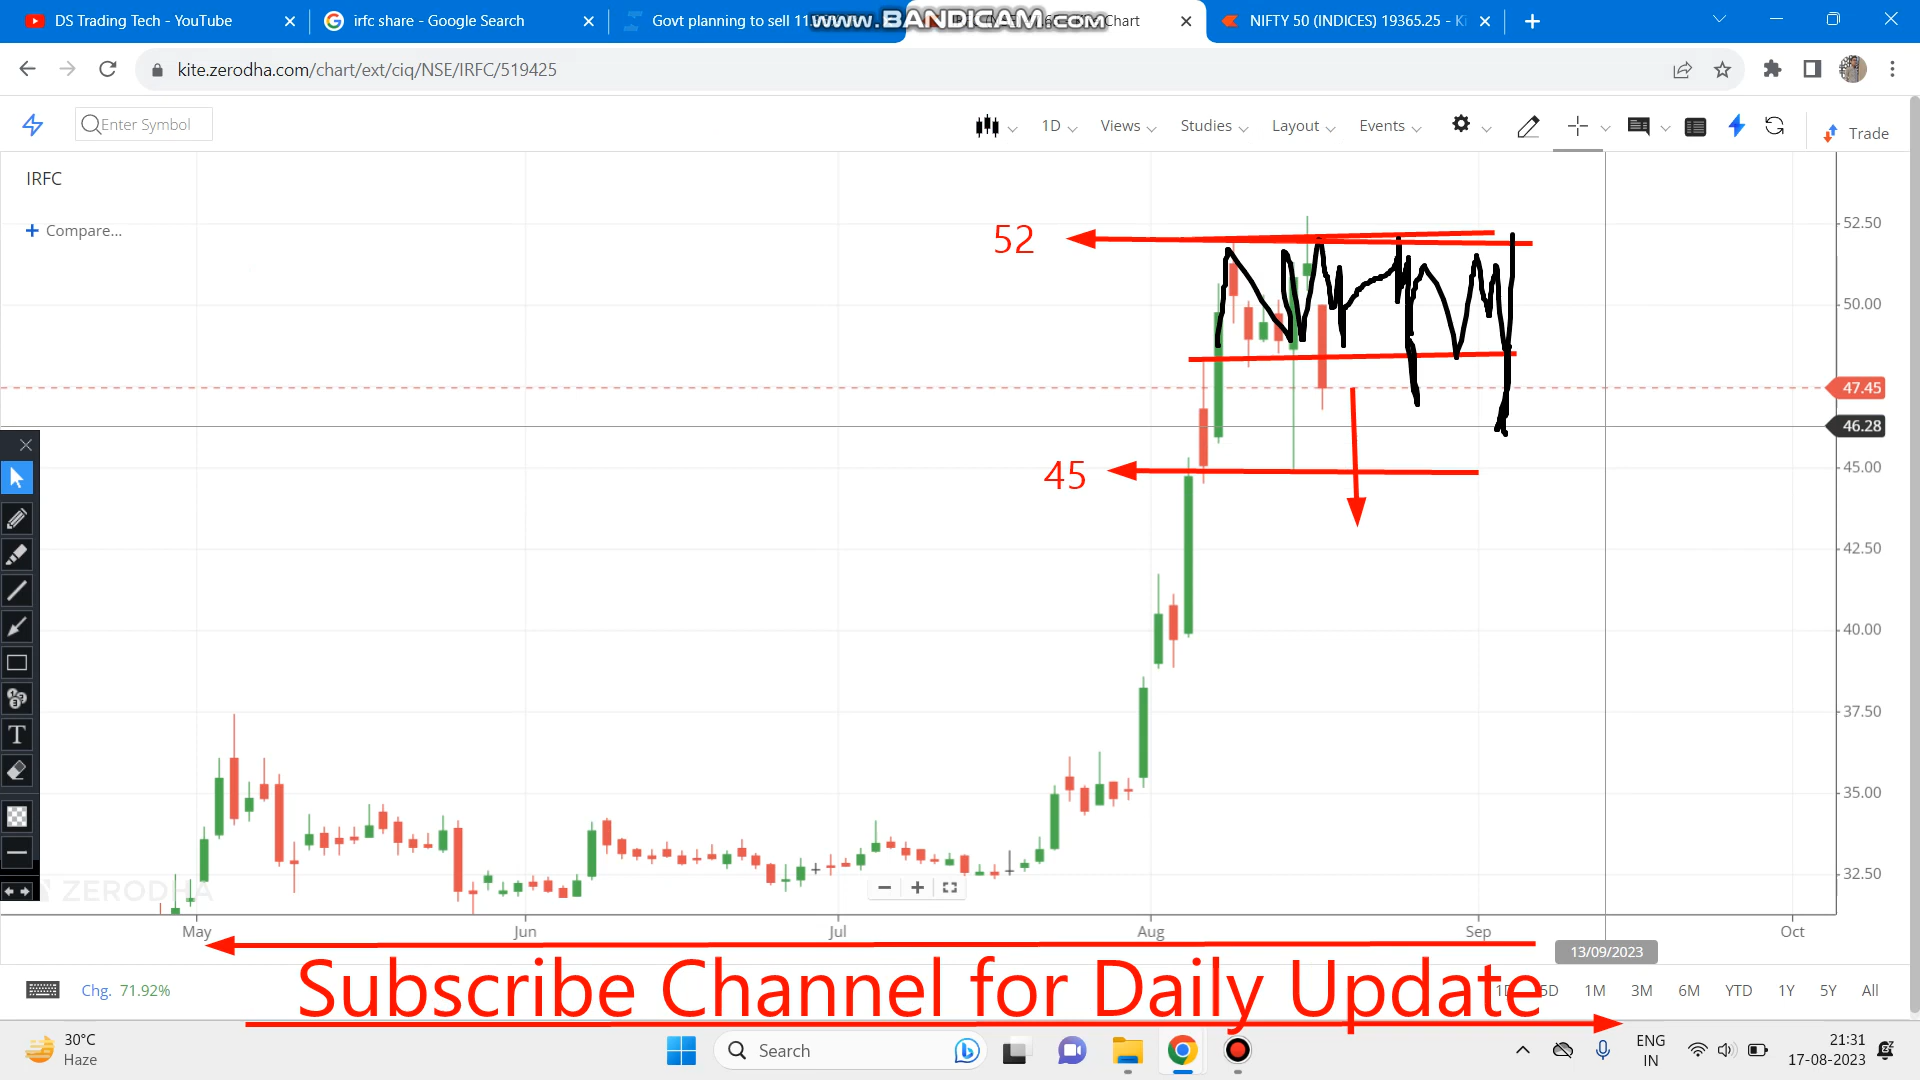 DS Trading Tech - YouTube
irfc share - Google Search
Govt planning to sell 11
www.BANDICAM.com
Chart
NIFTY 50 (INDICES) 19365.25 - Ki
kite.zerodha.com/chart/ext/ciq/NSE/IRFC/519425
Enter Symbol
1D
Views
Studies
Layout
Events
Trade
IRFC
Compare...
52
45
52.50
50.00
47.45
46.28
45.00
42.50
40.00
37.50
35.00
32.50
ZERODHA
May
Jun
Jul
Aug
Sep
Oct
13/09/2023
Subscribe Channel for Daily Update
Chg. 71.92%
1D
5D
1M
3M
6M
YTD
1Y
5Y
All
30°C
Haze
Search
ENG
IN
21:31
17-08-2023